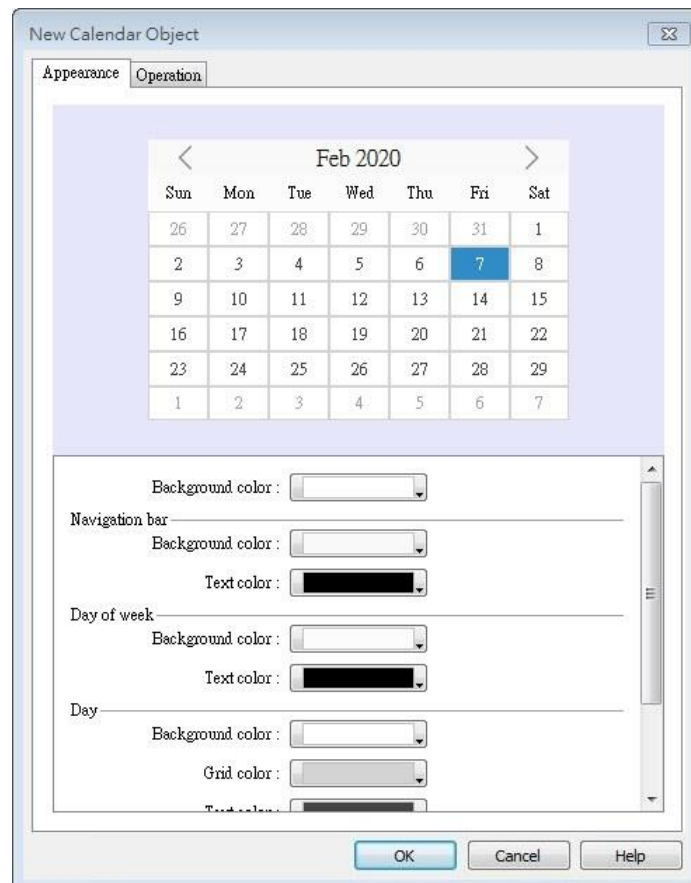 New Calendar Object
Appearance Operation
Feb 2020
Sun Mon Tue Wed Thu Fri Sat
26 27 28 29 30 31 1
2 3 4 5 6 7 8
9 10 11 12 13 14 15
16 17 18 19 20 21 22
23 24 25 26 27 28 29
1 2 3 4 5 6 7
Background color :
Navigation bar
Background color :
Text color :
Day of week
Background color :
Text color :
Day
Background color :
Grid color :
OK Cancel Help